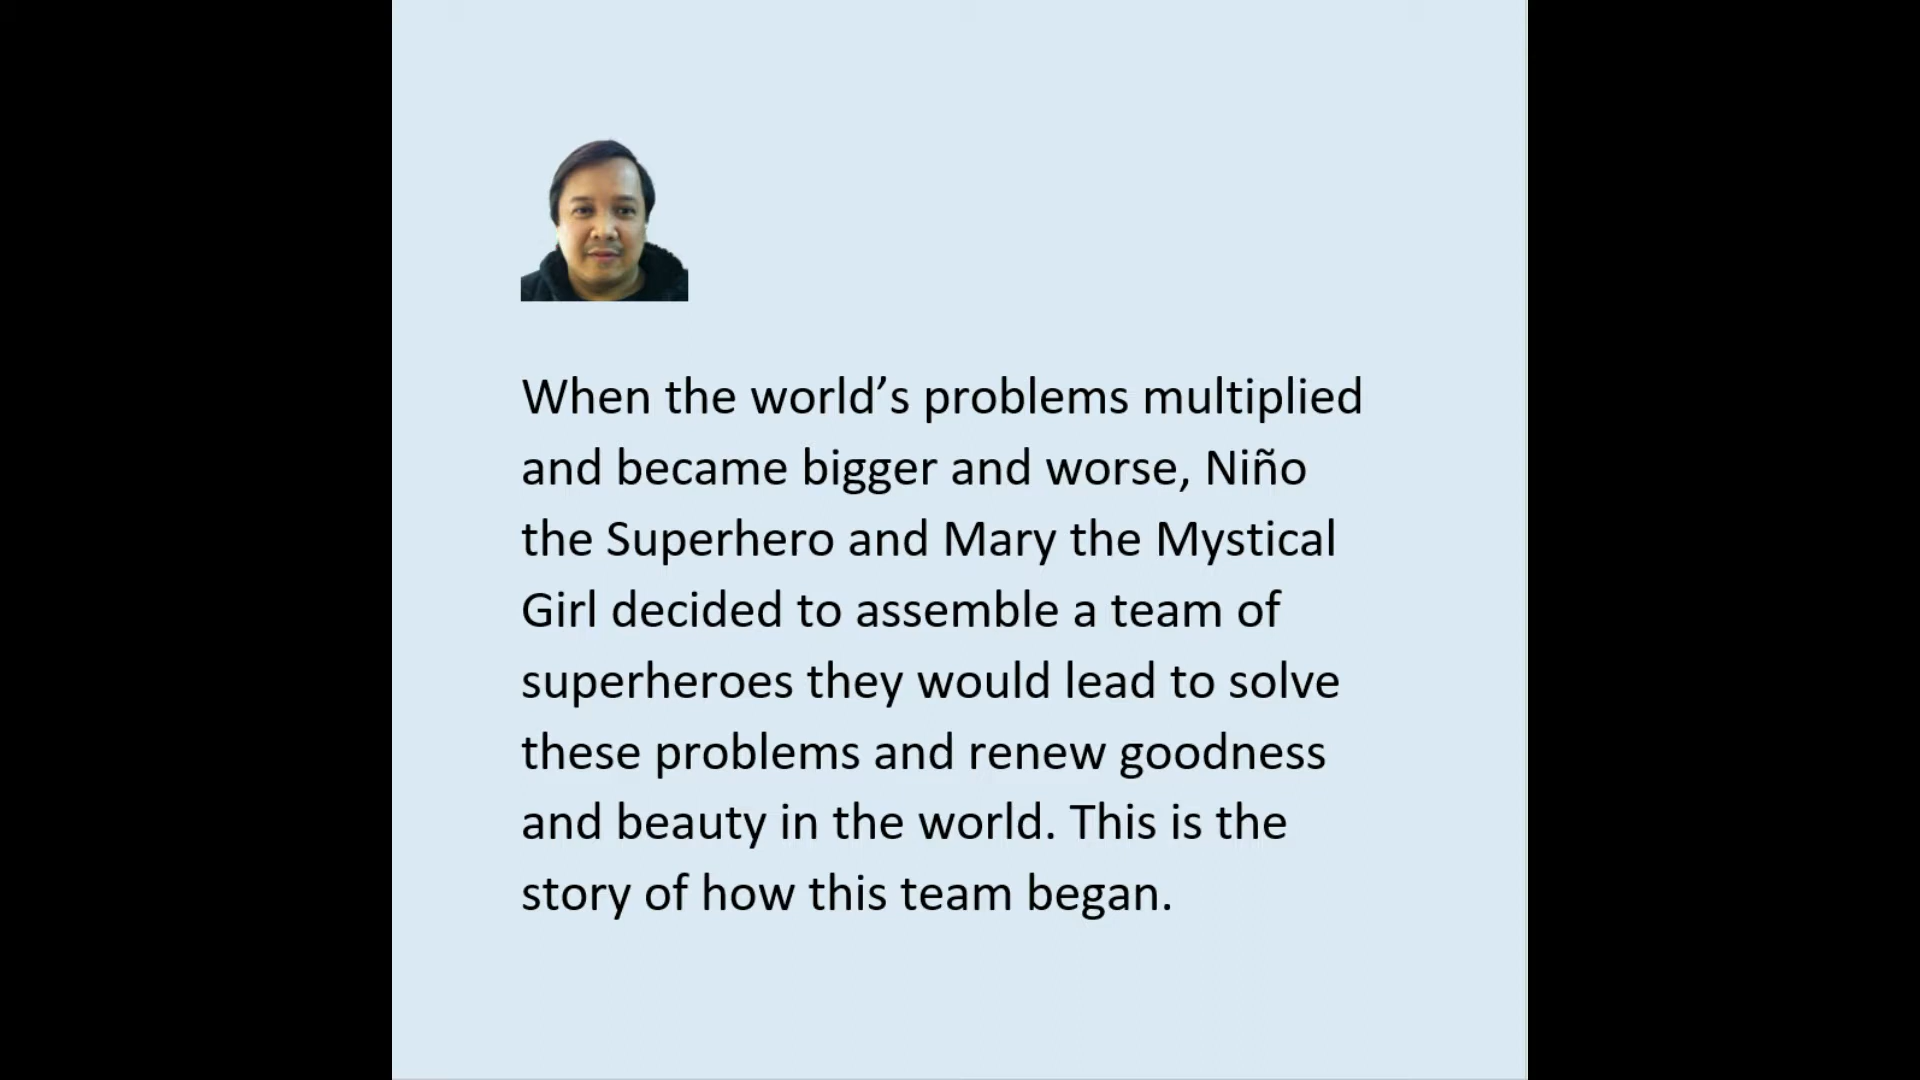 When the world’s problems multiplied
and became bigger and worse, Niño
the Superhero and Mary the Mystical
Girl decided to assemble a team of
superheroes they would lead to solve
these problems and renew goodness
and beauty in the world. This is the
story of how this team began.